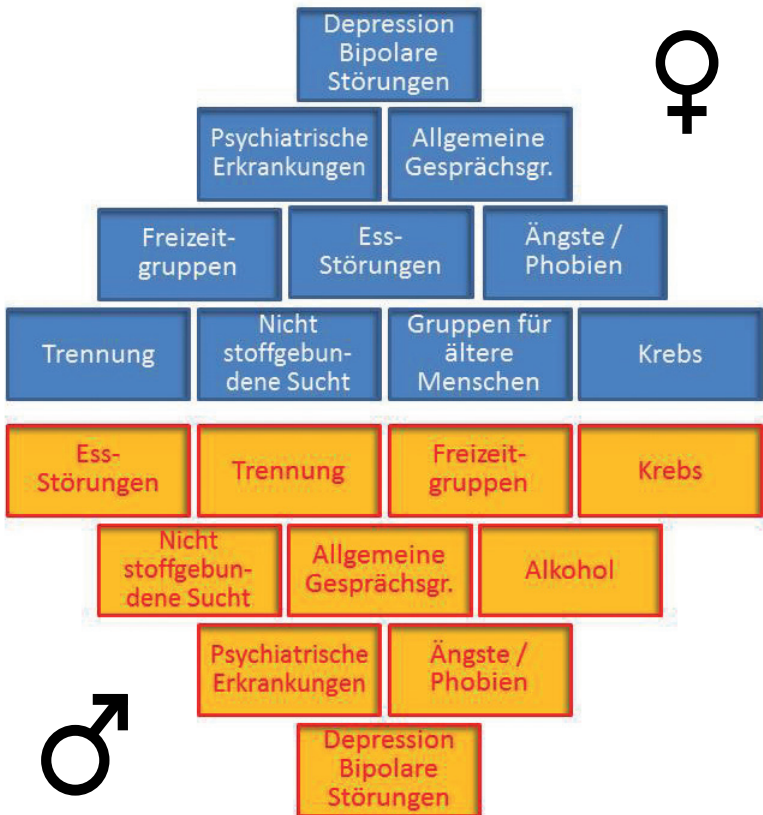 Depression
Bipolare
Störungen
Psychiatrische
Erkrankungen
Allgemeine
Gesprächsgr.
Freizeit-
gruppen
Ess-
Störungen
Ängste /
Phobien
Trennung
Nicht
stoffgebun-
dene Sucht
Gruppen für
ältere
Menschen
Krebs
Ess-
Störungen
Trennung
Freizeit-
gruppen
Krebs
Nicht
stoffgebun-
dene Sucht
Allgemeine
Gesprächsgr.
Alkohol
Psychiatrische
Erkrankungen
Ängste /
Phobien
Depression
Bipolare
Störungen